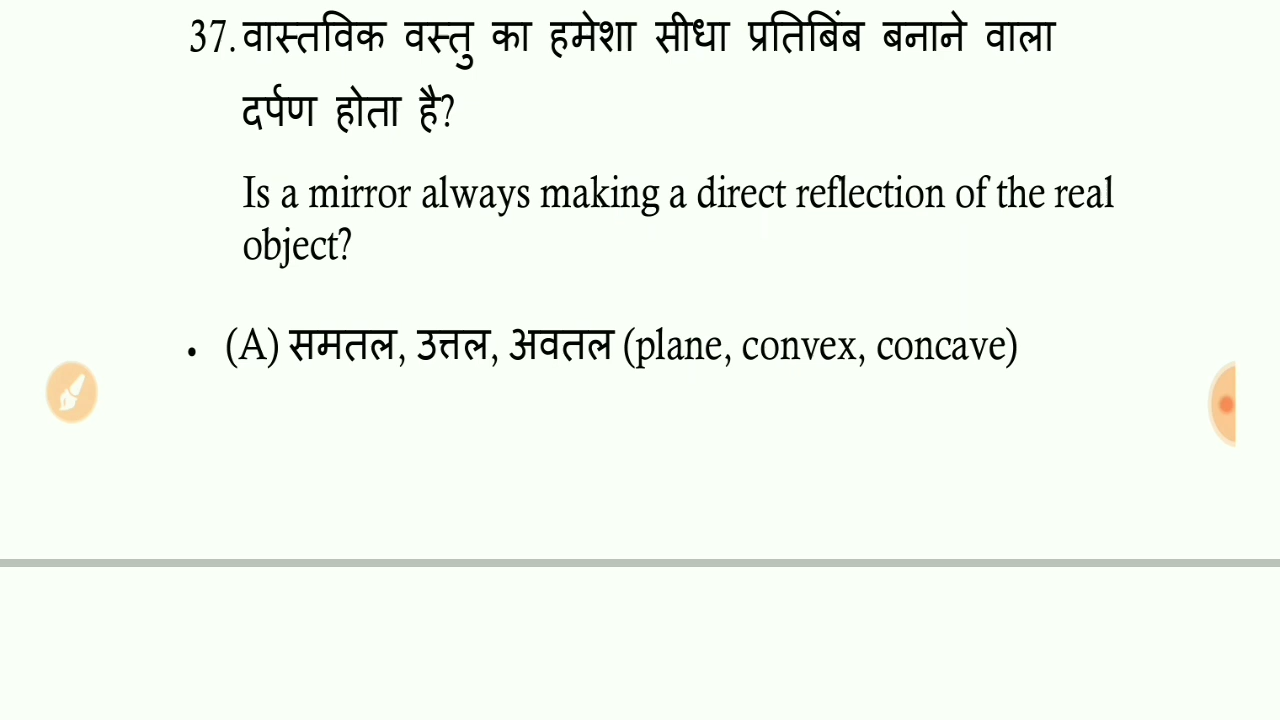 37. वास्तविक वस्तु का हमेशा सीधा प्रतिबिंब बनाने वाला
दर्पण होता है?
Is a mirror always making a direct reflection of the real
object?
• (A) समतल, उत्तल, अवतल (plane, convex, concave)